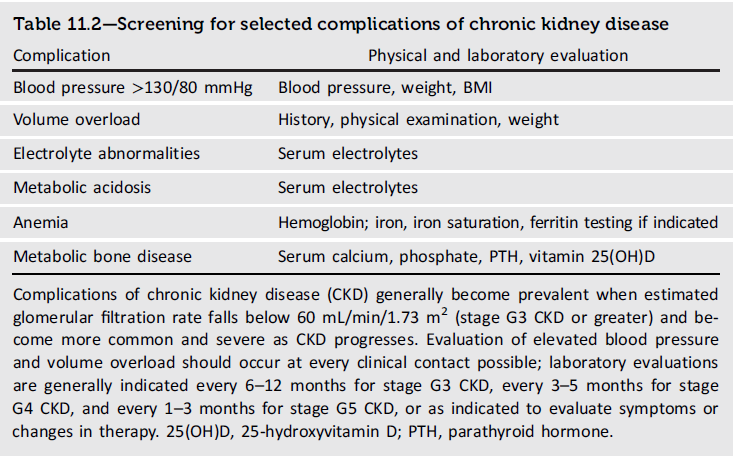 Table 11.2—Screening for selected complications of chronic kidney disease
Complication Physical and laboratory evaluation
Blood pressure >130/80 mmHg Blood pressure, weight, BMI
Volume overload History, physical examination, weight
Electrolyte abnormalities Serum electrolytes
Metabolic acidosis Serum electrolytes
Anemia Hemoglobin; iron, iron saturation, ferritin testing if indicated
Metabolic bone disease Serum calcium, phosphate, PTH, vitamin 25(OH)D
Complications of chronic kidney disease (CKD) generally become prevalent when estimated
glomerular filtration rate falls below 60 mL/min/1.73 m² (stage G3 CKD or greater) and be-
come more common and severe as CKD progresses. Evaluation of elevated blood pressure
and volume overload should occur at every clinical contact possible; laboratory evaluations
are generally indicated every 6–12 months for stage G3 CKD, every 3–5 months for stage
G4 CKD, and every 1–3 months for stage G5 CKD, or as indicated to evaluate symptoms or
changes in therapy. 25(OH)D, 25-hydroxyvitamin D; PTH, parathyroid hormone.